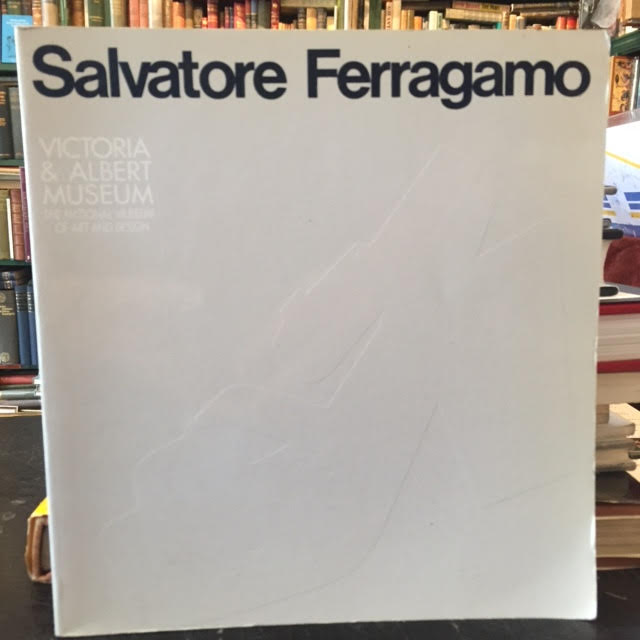 Salvatore Ferragamo
VICTORIA
& ALBERT
MUSEUM
THE NATIONAL MUSEUM
OF ART AND DESIGN